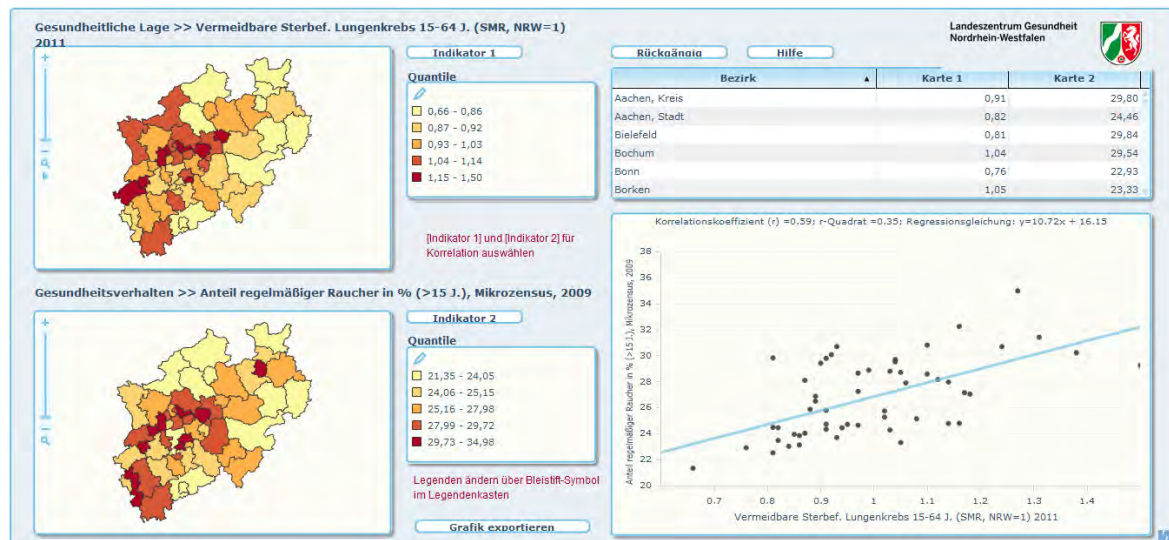 Gesundheitliche Lage >> Vermeidbare Sterbef. Lungenkrebs 15-64 J. (SMR, NRW=1)
2011
Indikator 1
Quantile
0,66 - 0,86
0,87 - 0,92
0,93 - 1,03
1,04 - 1,14
1,15 - 1,50
[Indikator 1] und [Indikator 2] für
Korrelation auswählen
Gesundheitsverhalten >> Anteil regelmäßiger Raucher in % (>15 J.), Mikrozensus, 2009
Indikator 2
Quantile
21,35 - 24,05
24,06 - 25,15
25,16 - 27,98
27,99 - 29,72
29,73 - 34,98
Legenden ändern über Bleistift-Symbol
im Legendenkasten
Grafik exportieren
Landeszentrum Gesundheit
Nordrhein-Westfalen
Rückgängig Hilfe
Bezirk Karte 1 Karte 2
Aachen, Kreis 0,91 29,80
Aachen, Stadt 0,82 24,46
Bielefeld 0,81 29,84
Bochum 1,04 29,54
Bonn 0,76 22,93
Borken 1,05 23,33
Korrelationskoeffizient (r) =0.59; r-Quadrat =0.35; Regressionsgleichung: y=10.72x + 16.15
Anteil regelmäßiger Raucher in % (>15 J.), Mikrozensus, 2009
38
36
34
32
30
28
26
24
22
20
0.7 0.8 0.9 1 1.1 1.2 1.3 1.4
Vermeidbare Sterbef. Lungenkrebs 15-64 J. (SMR, NRW=1) 2011